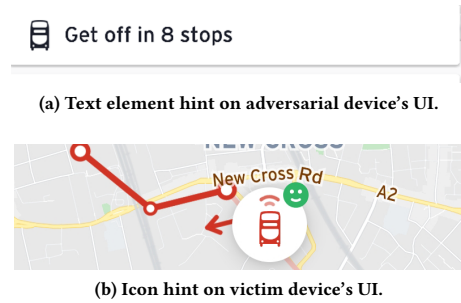 Get off in 8 stops
(a) Text element hint on adversarial device's UI.
NEW CROSS
New Cross Rd
A2
(b) Icon hint on victim device's UI.